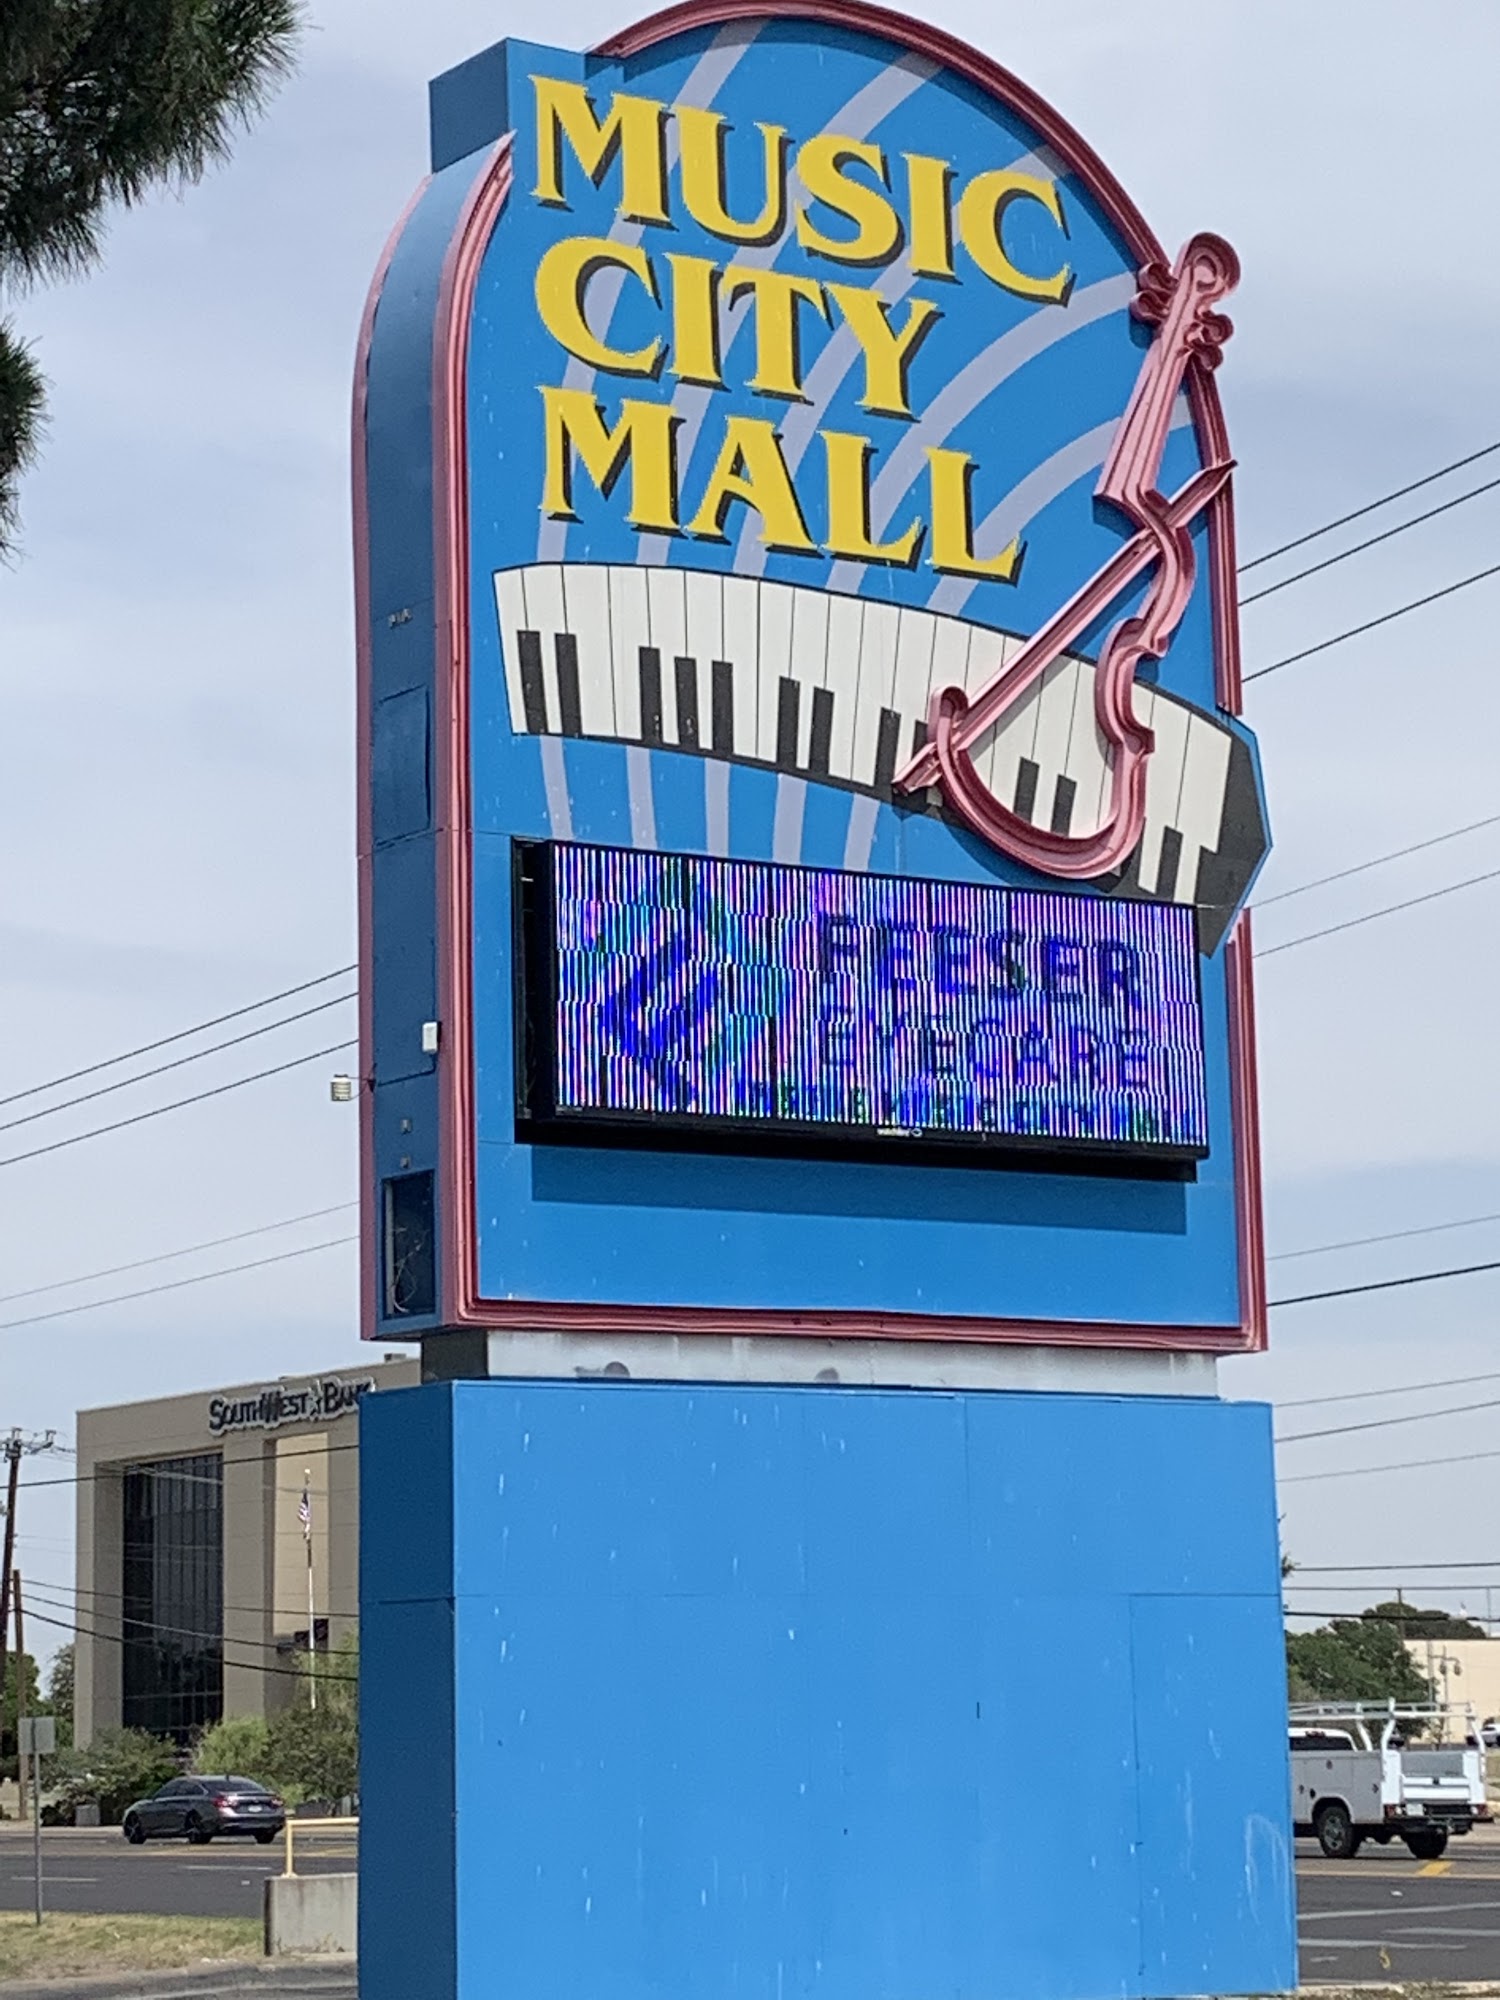 MUSIC
CITY
MALL
FEESER
EYECARE
SOUTHWEST BANK